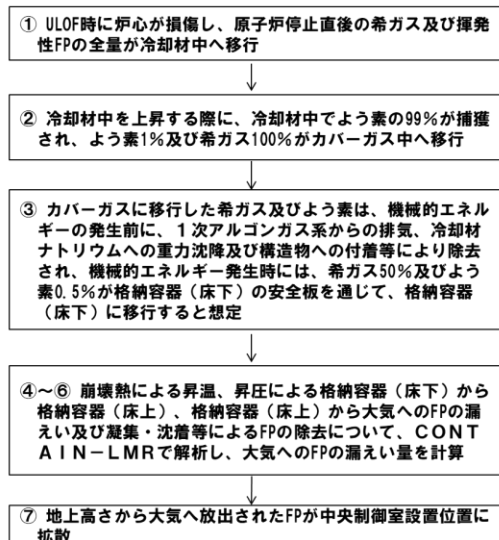 ① ULOF時に炉心が損傷し、原子炉停止直後の希ガス及び揮発
性FPの全量が冷却材中へ移行
② 冷却材中を上昇する際に、冷却材中でよう素の99%が捕獲
され、よう素1%及び希ガス100%がカバーガス中へ移行
③ カバーガスに移行した希ガス及びよう素は、機械的エネル
ギーの発生前に、１次アルゴンガス系からの排気、冷却材
ナトリウムへの重力沈降及び構造物への付着等により除去
され、機械的エネルギー発生時には、希ガス50%及びよう
素0.5%が格納容器（床下）の安全板を通じて、格納容器
（床下）に移行すると想定
④～⑥ 崩壊熱による昇温、昇圧による格納容器（床下）から
格納容器（床上）、格納容器（床上）から大気へのFPの漏
えい及び凝集・沈着等によるFPの除去について、ＣＯＮＴ
ＡＩＮ－ＬＭＲで解析し、大気へのFPの漏えい量を計算
⑦ 地上高さから大気へ放出されたFPが中央制御室設置位置に
拡散